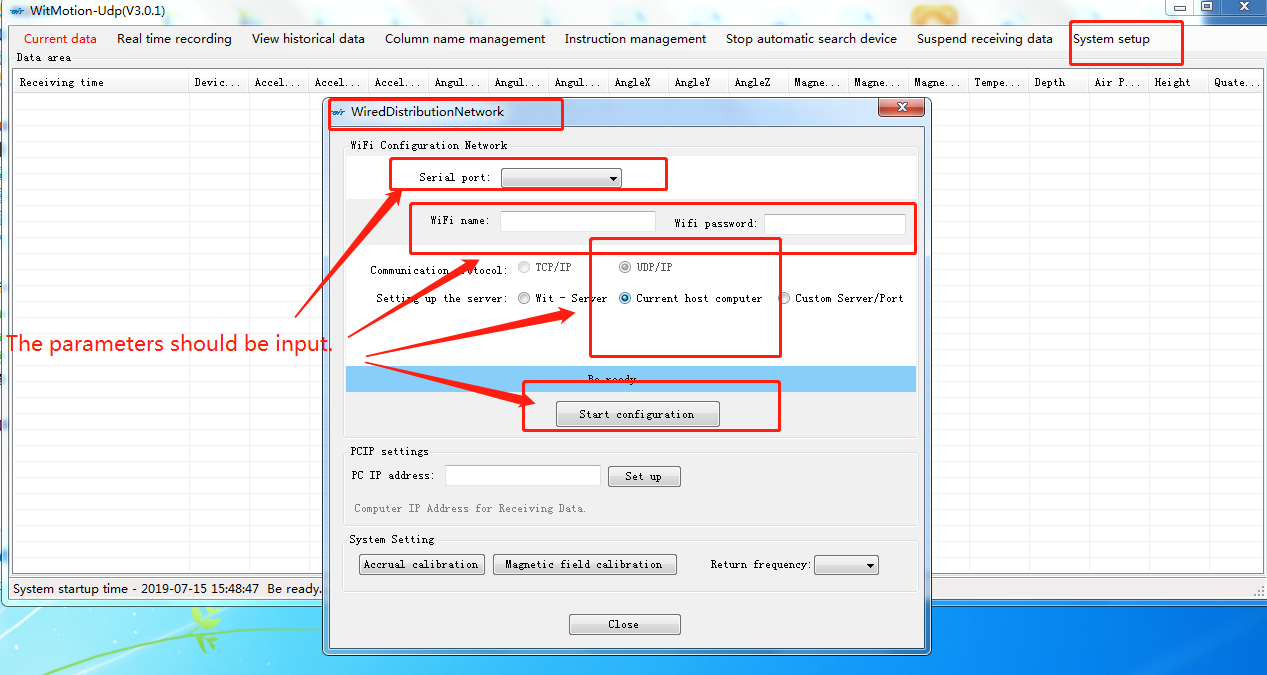 WitMotion-Udp(V3.0.1)
Current data Real time recording View historical data Column name management Instruction management Stop automatic search device Suspend receiving data System setup
Data area
Receiving time Devic... Accel... Accel... Accel... Angul... Angul... Angul... AngleX AngleY AngleZ Magne... Magne... Magne... Tempe... Depth Air P... Height Quate...
WiredDistributionNetwork
WiFi Configuration Network
Serial port:
WiFi name: Wifi password:
Communication TCP/IP UDP/IP
Setting up the server: Wit - Server Current host computer Custom Server/Port
The parameters should be input.
Be ready
Start configuration
PCIP settings
PC IP address: Set up
Computer IP Address for Receiving Data.
System Setting
Accrual calibration Magnetic field calibration Return frequency:
System startup time - 2019-07-15 15:48:47 Be ready.
Close